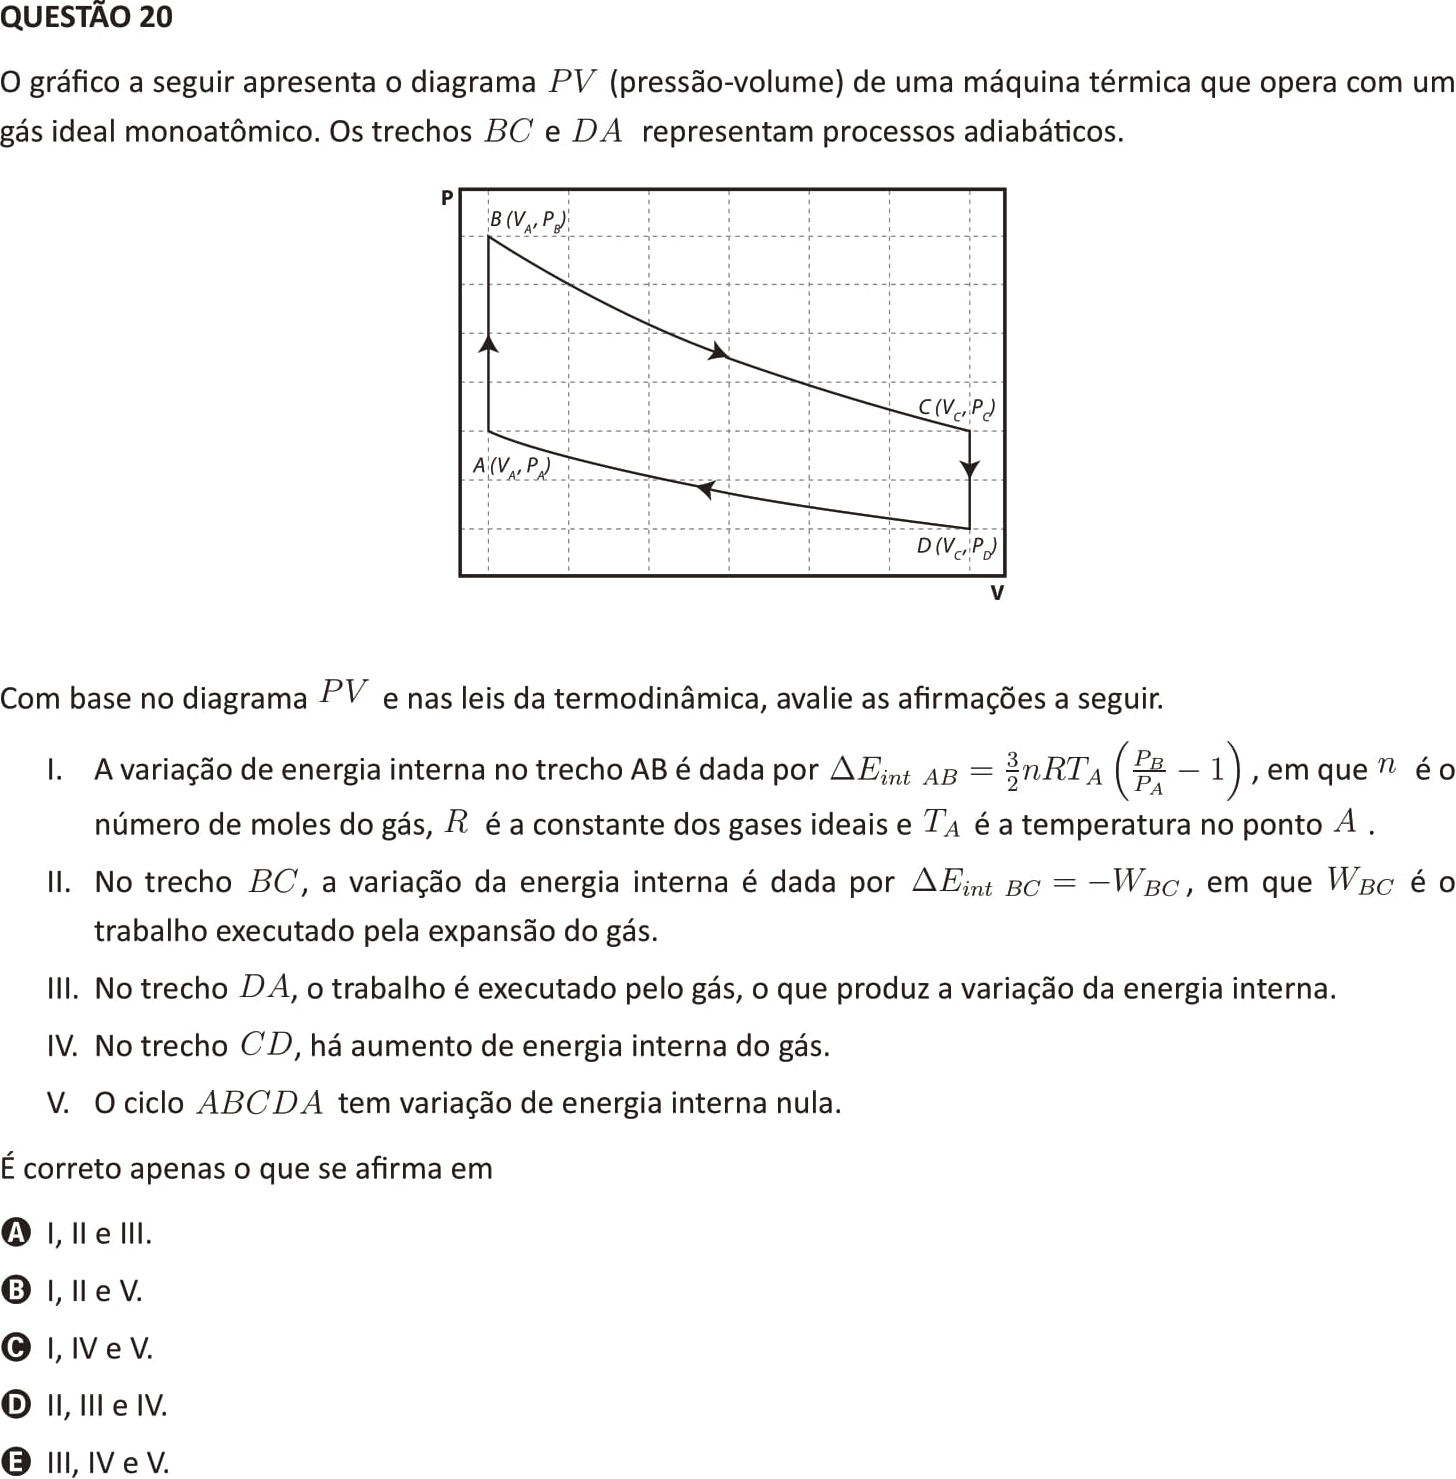 QUESTÃO 20
O gráfico a seguir apresenta o diagrama PV (pressão-volume) de uma máquina térmica que opera com um
gás ideal monoatômico. Os trechos BC e DA representam processos adiabáticos.
P
B (V_A, P_B)
C (V_C, P_C)
A (V_A, P_A)
D (V_C, P_D)
V
Com base no diagrama PV e nas leis da termodinâmica, avalie as afirmações a seguir.
I. A variação de energia interna no trecho AB é dada por ΔE_{int AB} = \frac{3}{2}nRT_A (\frac{P_B}{P_A} − 1), em que n é o
número de moles do gás, R é a constante dos gases ideais e T_A é a temperatura no ponto A .
II. No trecho BC, a variação da energia interna é dada por ΔE_{int BC} = −W_{BC}, em que W_{BC} é o
trabalho executado pela expansão do gás.
III. No trecho DA, o trabalho é executado pelo gás, o que produz a variação da energia interna.
IV. No trecho CD, há aumento de energia interna do gás.
V. O ciclo ABCDA tem variação de energia interna nula.
É correto apenas o que se afirma em
A I, II e III.
B I, II e V.
C I, IV e V.
D II, III e IV.
E III, IV e V.